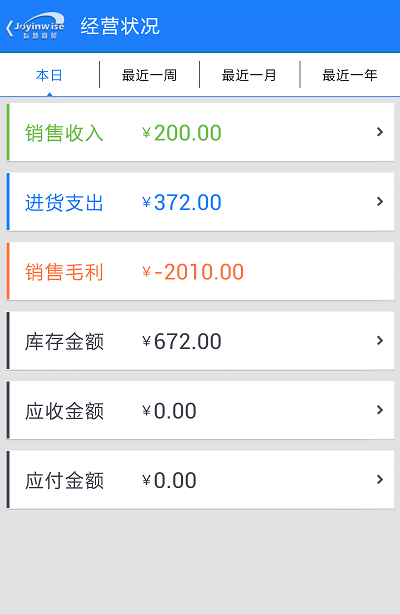 Joyinwise
智慧商贸
经营状况
本日 最近一周 最近一月 最近一年
销售收入 ¥200.00
进货支出 ¥372.00
销售毛利 ¥-2010.00
库存金额 ¥672.00
应收金额 ¥0.00
应付金额 ¥0.00